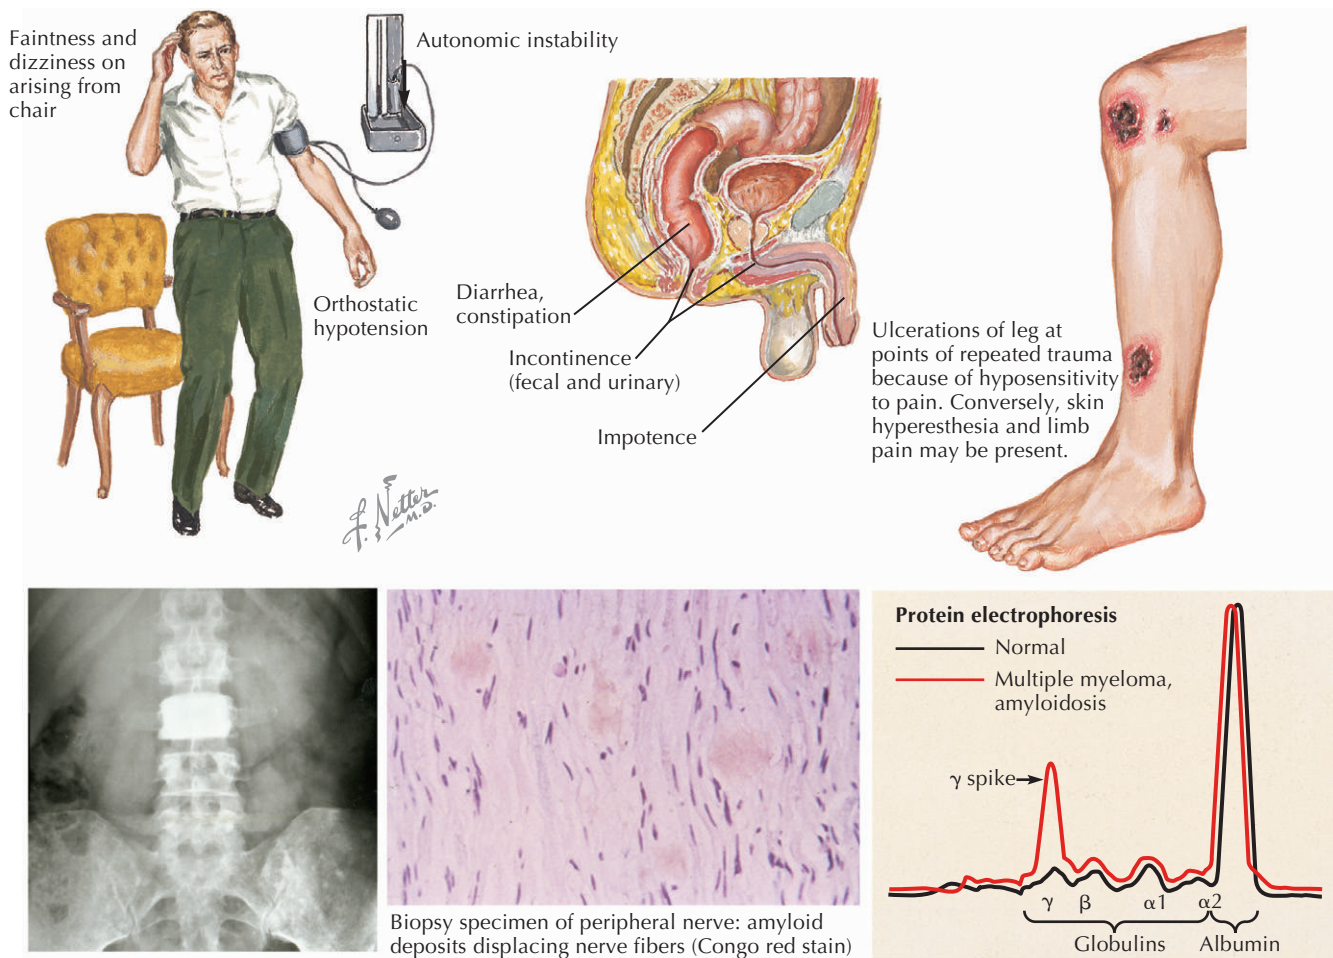 Faintness and
dizziness on
arising from
chair
Autonomic instability
Orthostatic
hypotension
Diarrhea,
constipation
Incontinence
(fecal and urinary)
Impotence
Ulcerations of leg at
points of repeated trauma
because of hyposensitivity
to pain. Conversely, skin
hyperesthesia and limb
pain may be present.
F. Netter
M.D.
Biopsy specimen of peripheral nerve: amyloid
deposits displacing nerve fibers (Congo red stain)
Protein electrophoresis
Normal
Multiple myeloma,
amyloidosis
γ spike
γ β α1 α2
Globulins Albumin